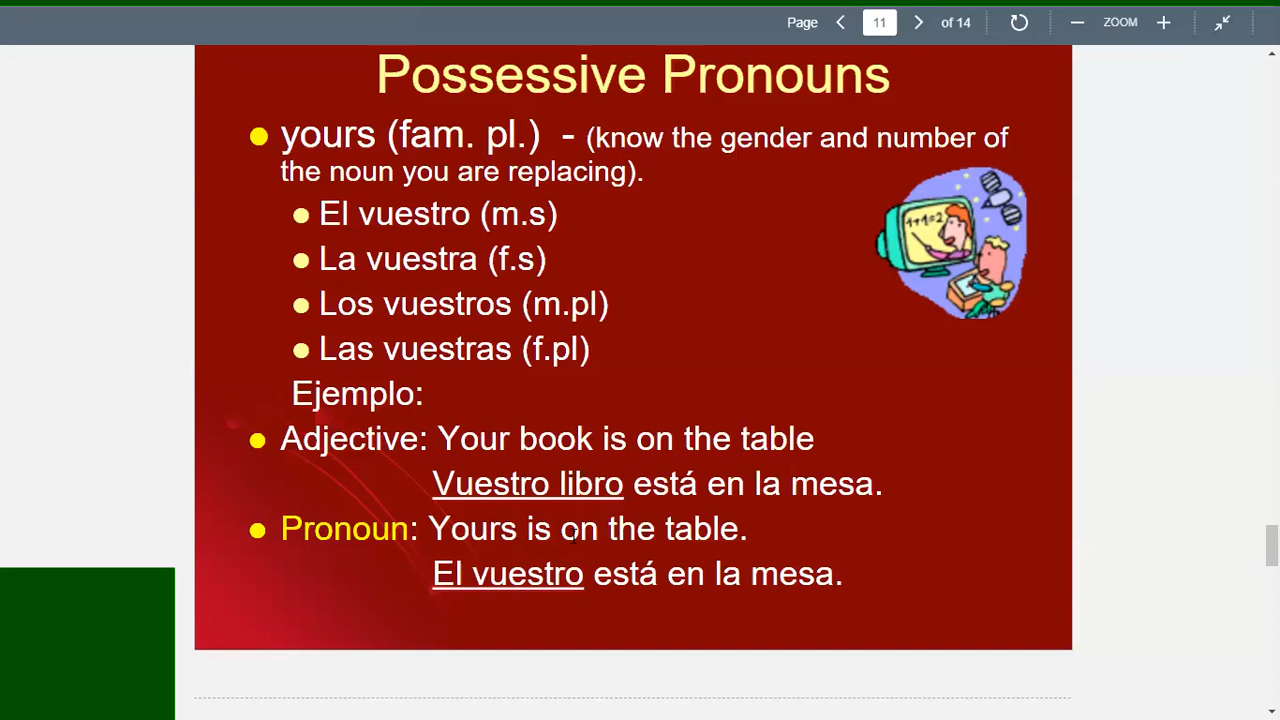 Page 11 of 14 ZOOM
Possessive Pronouns
yours (fam. pl.) - (know the gender and number of
the noun you are replacing).
El vuestro (m.s)
La vuestra (f.s)
Los vuestros (m.pl)
Las vuestras (f.pl)
Ejemplo:
Adjective: Your book is on the table
Vuestro libro está en la mesa.
Pronoun: Yours is on the table.
El vuestro está en la mesa.
1+1=2